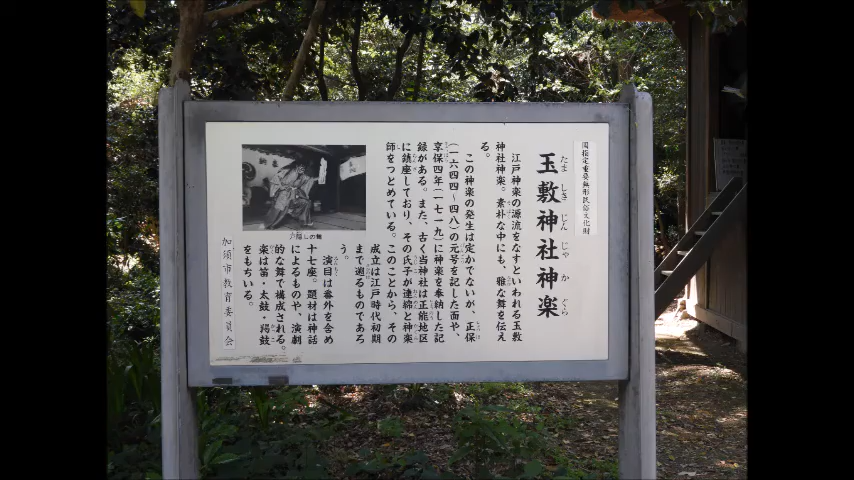 国指定重要無形民俗文化財
玉敷神社神楽
たましきじんじゃかぐら
江戸神楽の源流をなすといわれる玉敷
神社神楽。素朴な中にも、雅な舞を伝え
る。
この神楽の発生は定かでないが、正保
(一六四四〜四八)の元号を記した面や、
享保四年(一七一九)に神楽を奉納した記
録がある。また、古く当神社は正能地区
に鎮座しており、その氏子が連綿と神楽
師をつとめている。このことから、その
成立は江戸時代初期
まで遡るものであろ
う。
演目は番外を含め
十七座。題材は神話
によるものや、演劇
的な舞で構成される。
楽は笛・太鼓・羯鼓
をもちいる。
加須市教育委員会